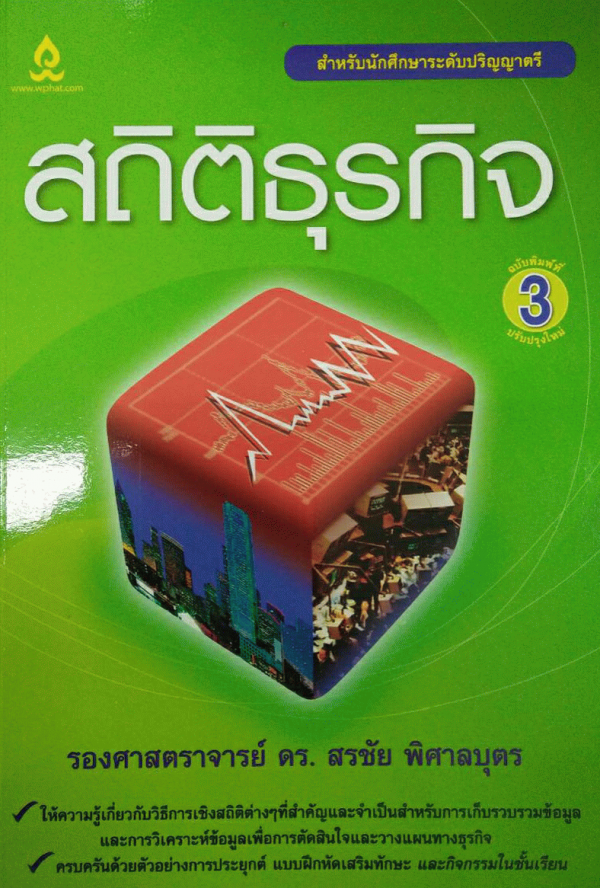 www.wphat.com
สำหรับนักศึกษาระดับปริญญาตรี
สถิติธุรกิจ
ฉบับพิมพ์ที่
3
ปรับปรุงใหม่
รองศาสตราจารย์ ดร. สรชัย พิศาลบุตร
✓ ให้ความรู้เกี่ยวกับวิธีการเชิงสถิติต่างๆที่สำคัญและจำเป็นสำหรับการเก็บรวบรวมข้อมูล
และการวิเคราะห์ข้อมูลเพื่อการตัดสินใจและวางแผนทางธุรกิจ
✓ ครบครันด้วยตัวอย่างการประยุกต์ แบบฝึกหัดเสริมทักษะ และกิจกรรมในชั้นเรียน